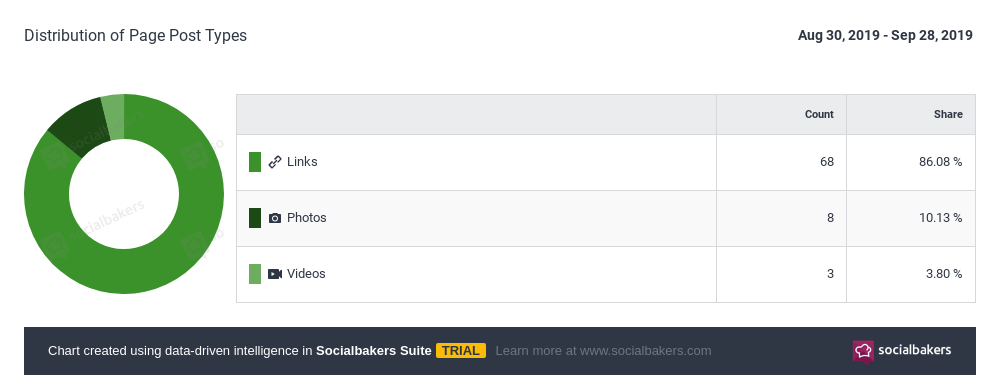 Distribution of Page Post Types
Aug 30, 2019 - Sep 28, 2019
Count Share
Links 68 86.08 %
Photos 8 10.13 %
Videos 3 3.80 %
socialbakers
Chart created using data-driven intelligence in Socialbakers Suite TRIAL Learn more at www.socialbakers.com
socialbakers